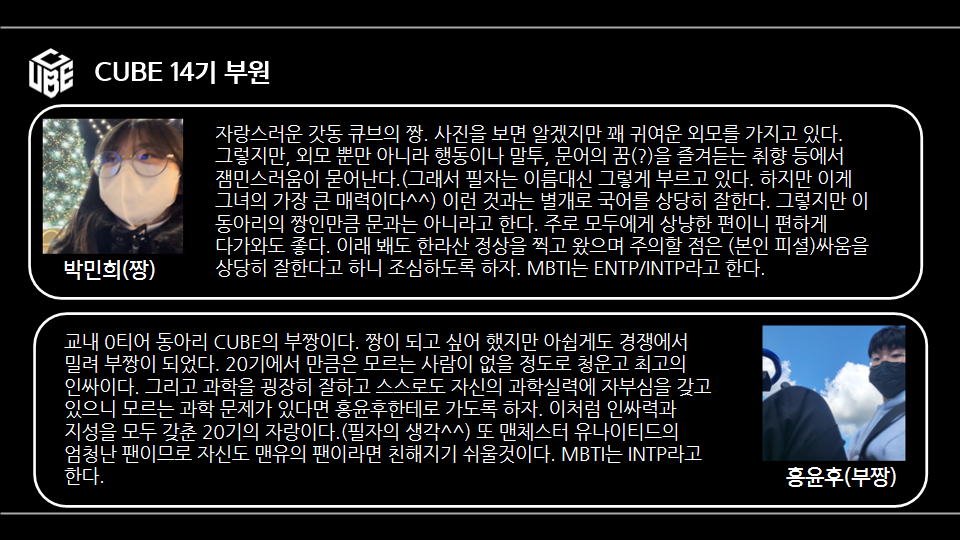 CUBE
CUBE 14기 부원
자랑스러운 갓동 큐브의 짱. 사진을 보면 알겠지만 꽤 귀여운 외모를 가지고 있다.
그렇지만, 외모 뿐만 아니라 행동이나 말투, 문어의 꿈(?)을 즐겨듣는 취향 등에서
잼민스러움이 묻어난다.(그래서 필자는 이름대신 그렇게 부르고 있다. 하지만 이게
그녀의 가장 큰 매력이다^^) 이런 것과는 별개로 국어를 상당히 잘한다. 그렇지만 이
동아리의 짱인만큼 문과는 아니라고 한다. 주로 모두에게 상냥한 편이니 편하게
다가와도 좋다. 이래 봬도 한라산 정상을 찍고 왔으며 주의할 점은 (본인 피셜)싸움을
상당히 잘한다고 하니 조심하도록 하자. MBTI는 ENTP/INTP라고 한다.
박민희(짱)
교내 0티어 동아리 CUBE의 부짱이다. 짱이 되고 싶어 했지만 아쉽게도 경쟁에서
밀려 부짱이 되었다. 20기에서 만큼은 모르는 사람이 없을 정도로 청운고 최고의
인싸이다. 그리고 과학을 굉장히 잘하고 스스로도 자신의 과학실력에 자부심을 갖고
있으니 모르는 과학 문제가 있다면 홍윤후한테로 가도록 하자. 이처럼 인싸력과
지성을 모두 갖춘 20기의 자랑이다.(필자의 생각^^) 또 맨체스터 유나이티드의
엄청난 팬이므로 자신도 맨유의 팬이라면 친해지기 쉬울것이다. MBTI는 INTP라고
한다.
홍윤후(부짱)